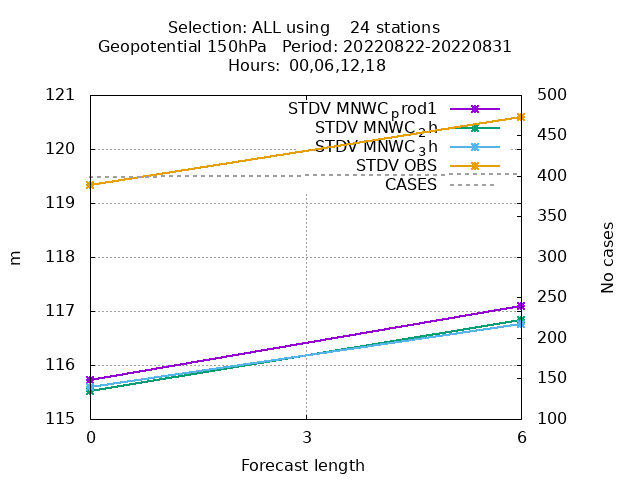 Selection: ALL using 24 stations
Geopotential 150hPa Period: 20220822-20220831
Hours: 00,06,12,18
121 500
STDV MNWC_prod1
STDV MNWC_2h 450
120 STDV MNWC_3h
STDV OBS
400
CASES
119 350
118 300
m
No cases
117 250
200
116 150
115 100
0 3 6
Forecast length